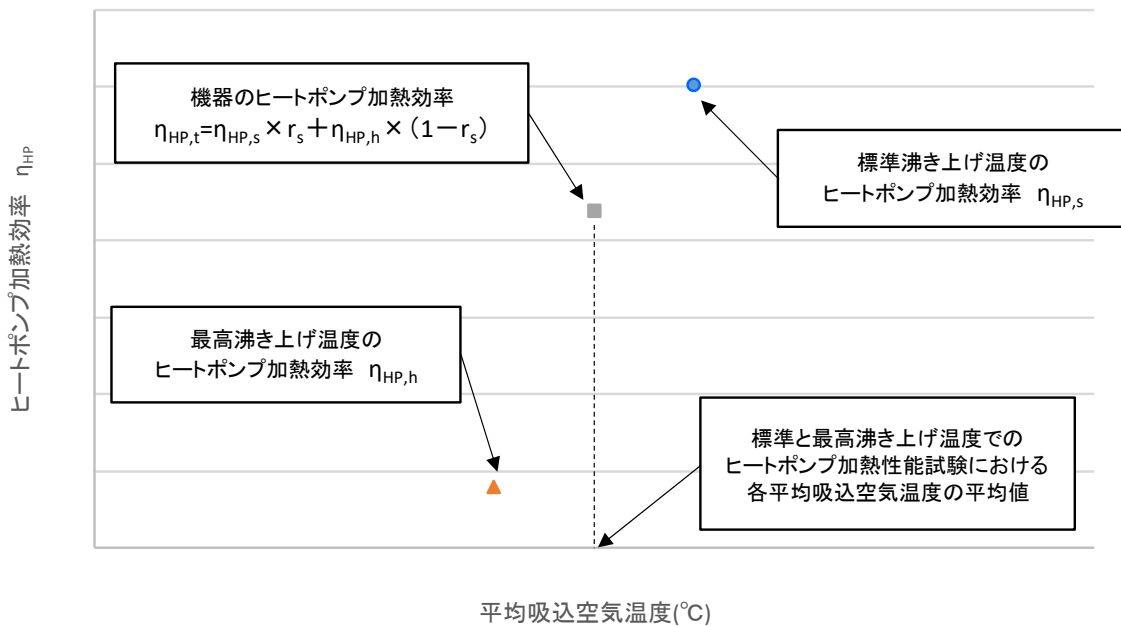 機器のヒートポンプ加熱効率
ηHP,t=ηHP,s×rs＋ηHP,h×（1－rs）
標準沸き上げ温度の
ヒートポンプ加熱効率　ηHP,s
ヒートポンプ加熱効率　ηHP
最高沸き上げ温度の
ヒートポンプ加熱効率　ηHP,h
標準と最高沸き上げ温度での
ヒートポンプ加熱性能試験における
各平均吸込空気温度の平均値
平均吸込空気温度(℃)